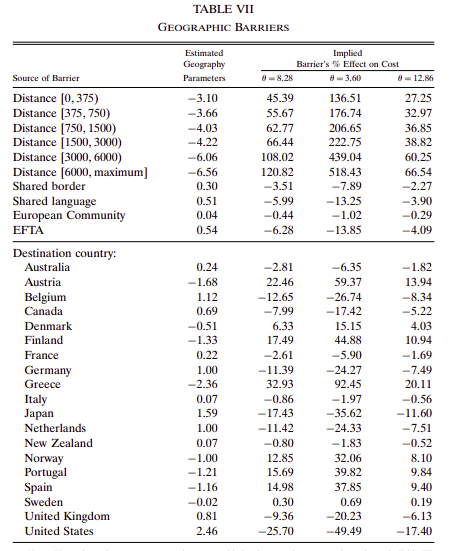 TABLE VII
GEOGRAPHIC BARRIERS
Estimated Implied
Geography Barrier's % Effect on Cost
Source of Barrier Parameters θ = 8.28 θ = 3.60 θ = 12.86
Distance [0, 375) −3.10 45.39 136.51 27.25
Distance [375, 750) −3.66 55.67 176.74 32.97
Distance [750, 1500) −4.03 62.77 206.65 36.85
Distance [1500, 3000) −4.22 66.44 222.75 38.82
Distance [3000, 6000) −6.06 108.02 439.04 60.25
Distance [6000, maximum] −6.56 120.82 518.43 66.54
Shared border 0.30 −3.51 −7.89 −2.27
Shared language 0.51 −5.99 −13.25 −3.90
European Community 0.04 −0.44 −1.02 −0.29
EFTA 0.54 −6.28 −13.85 −4.09
Destination country:
Australia 0.24 −2.81 −6.35 −1.82
Austria −1.68 22.46 59.37 13.94
Belgium 1.12 −12.65 −26.74 −8.34
Canada 0.69 −7.99 −17.42 −5.22
Denmark −0.51 6.33 15.15 4.03
Finland −1.33 17.49 44.88 10.94
France 0.22 −2.61 −5.90 −1.69
Germany 1.00 −11.39 −24.27 −7.49
Greece −2.36 32.93 92.45 20.11
Italy 0.07 −0.86 −1.97 −0.56
Japan 1.59 −17.43 −35.62 −11.60
Netherlands 1.00 −11.42 −24.33 −7.51
New Zealand 0.07 −0.80 −1.83 −0.52
Norway −1.00 12.85 32.06 8.10
Portugal −1.21 15.69 39.82 9.84
Spain −1.16 14.98 37.85 9.40
Sweden −0.02 0.30 0.69 0.19
United Kingdom 0.81 −9.36 −20.23 −6.13
United States 2.46 −25.70 −49.49 −17.40